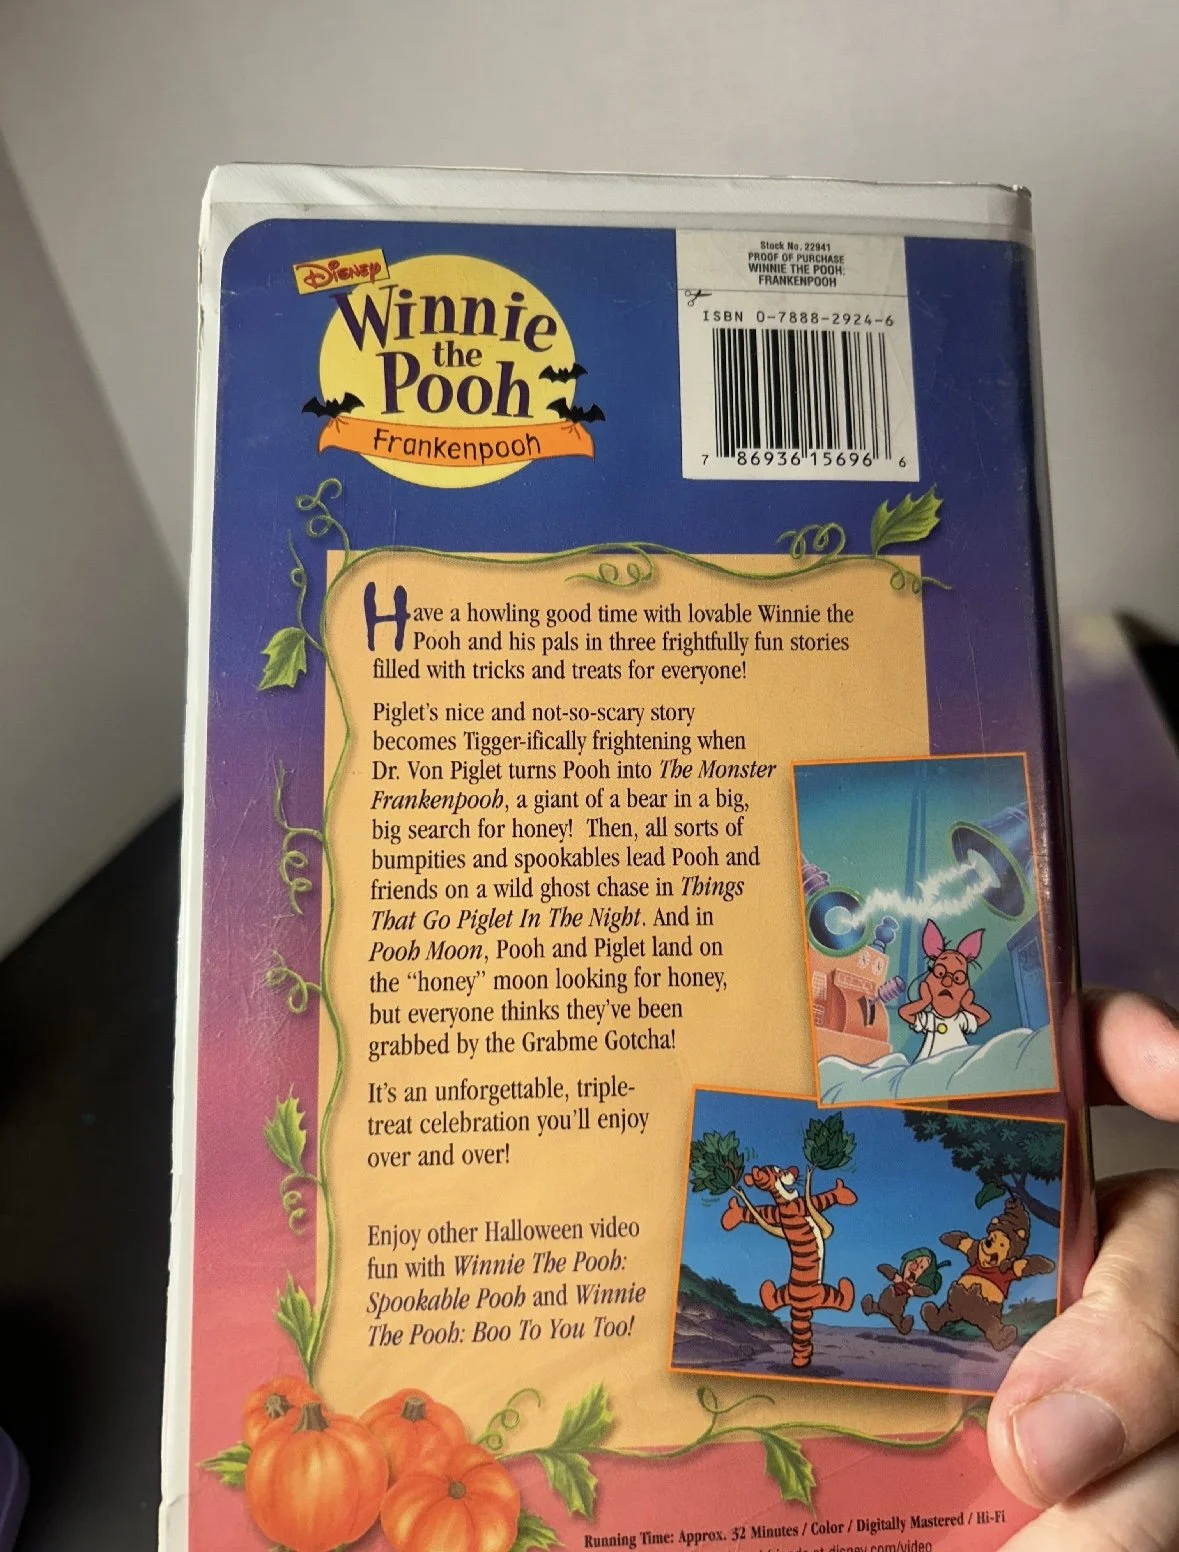 Disney
Winnie
the
Pooh
Frankenpooh
Stock No. 22941
PROOF OF PURCHASE
WINNIE THE POOH:
FRANKENPOOH
ISBN 0-7888-2924-6
7 86936 15696 6
Have a howling good time with lovable Winnie the
Pooh and his pals in three frightfully fun stories
filled with tricks and treats for everyone!
Piglet's nice and not-so-scary story
becomes Tigger-ifically frightening when
Dr. Von Piglet turns Pooh into The Monster
Frankenpooh, a giant of a bear in a big,
big search for honey! Then, all sorts of
bumpities and spookables lead Pooh and
friends on a wild ghost chase in Things
That Go Piglet In The Night. And in
Pooh Moon, Pooh and Piglet land on
the "honey" moon looking for honey,
but everyone thinks they've been
grabbed by the Grabme Gotcha!
It's an unforgettable, triple-
treat celebration you'll enjoy
over and over!
Enjoy other Halloween video
fun with Winnie The Pooh:
Spookable Pooh and Winnie
The Pooh: Boo To You Too!
Running Time: Approx. 32 Minutes / Color / Digitally Mastered / Hi-Fi
at disney.com/video